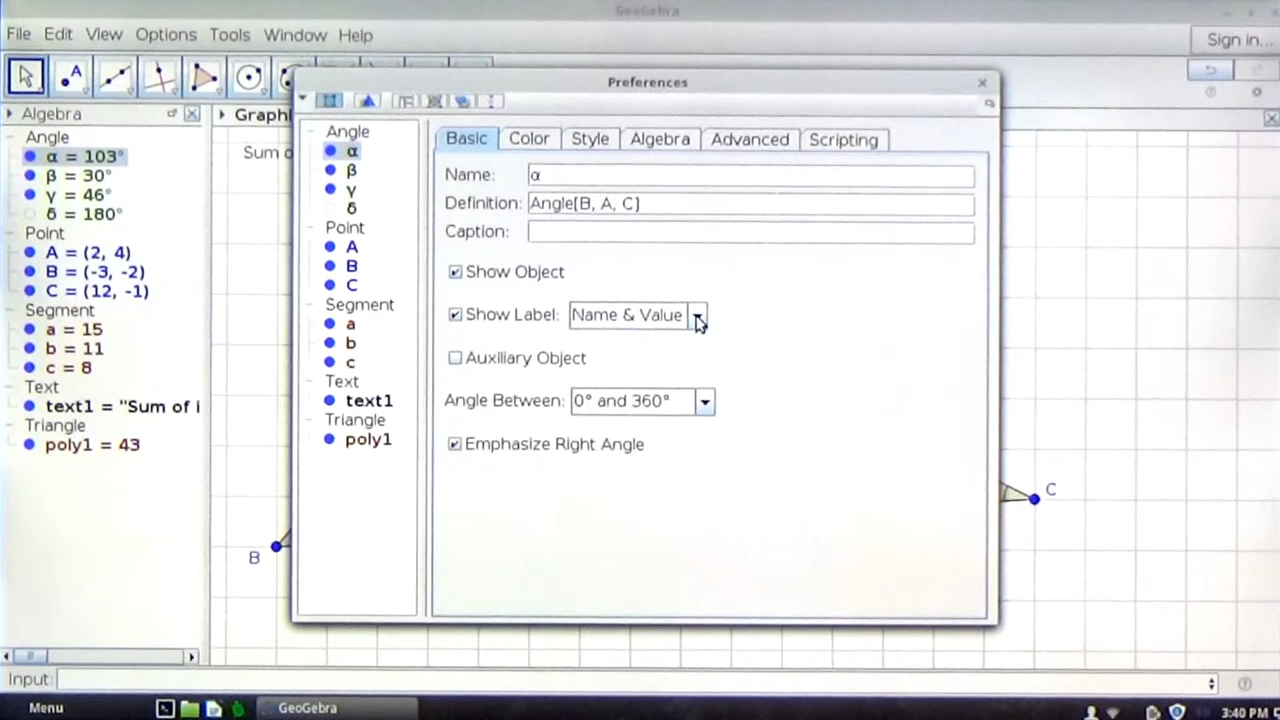 GeoGebra
File Edit View Options Tools Window Help
Sign in...
A
Preferences
Algebra
Graphi
Angle
α = 103°
β = 30°
γ = 46°
δ = 180°
Point
A = (2, 4)
B = (-3, -2)
C = (12, -1)
Segment
a = 15
b = 11
c = 8
Text
text1 = "Sum of i
Triangle
poly1 = 43
Sum o
Angle
α
β
γ
δ
Point
A
B
C
Segment
a
b
c
Text
text1
Triangle
poly1
Basic Color Style Algebra Advanced Scripting
Name: α
Definition: Angle[B, A, C]
Caption:
Show Object
Show Label: Name & Value
Auxiliary Object
Angle Between: 0° and 360°
Emphasize Right Angle
B
C
Input:
Menu GeoGebra 3:40 PM